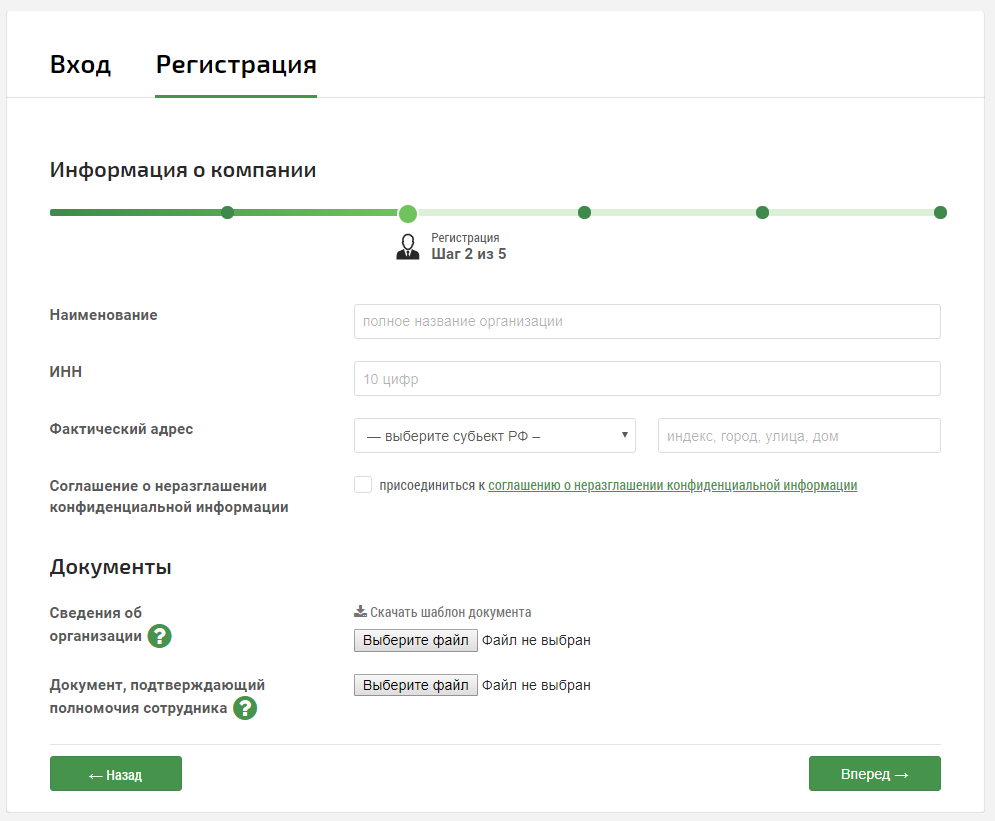 Вход Регистрация
Информация о компании
Регистрация
Шаг 2 из 5
Наименование полное название организации
ИНН 10 цифр
Фактический адрес — выберите субъект РФ – индекс, город, улица, дом
Соглашение о неразглашении
конфиденциальной информации
присоединиться к соглашению о неразглашении конфиденциальной информации
Документы
Сведения об
организации ?
Скачать шаблон документа
Выберите файл Файл не выбран
Документ, подтверждающий
полномочия сотрудника ?
Выберите файл Файл не выбран
← Назад Вперед →